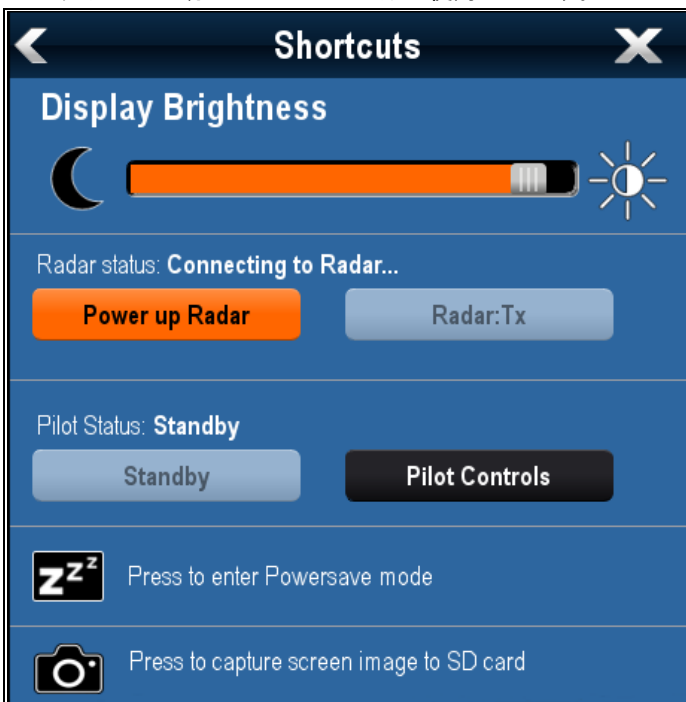 Shortcuts
Display Brightness
Radar status: Connecting to Radar...
Power up Radar
Radar:Tx
Pilot Status: Standby
Standby
Pilot Controls
zzz
Press to enter Powersave mode
Press to capture screen image to SD card